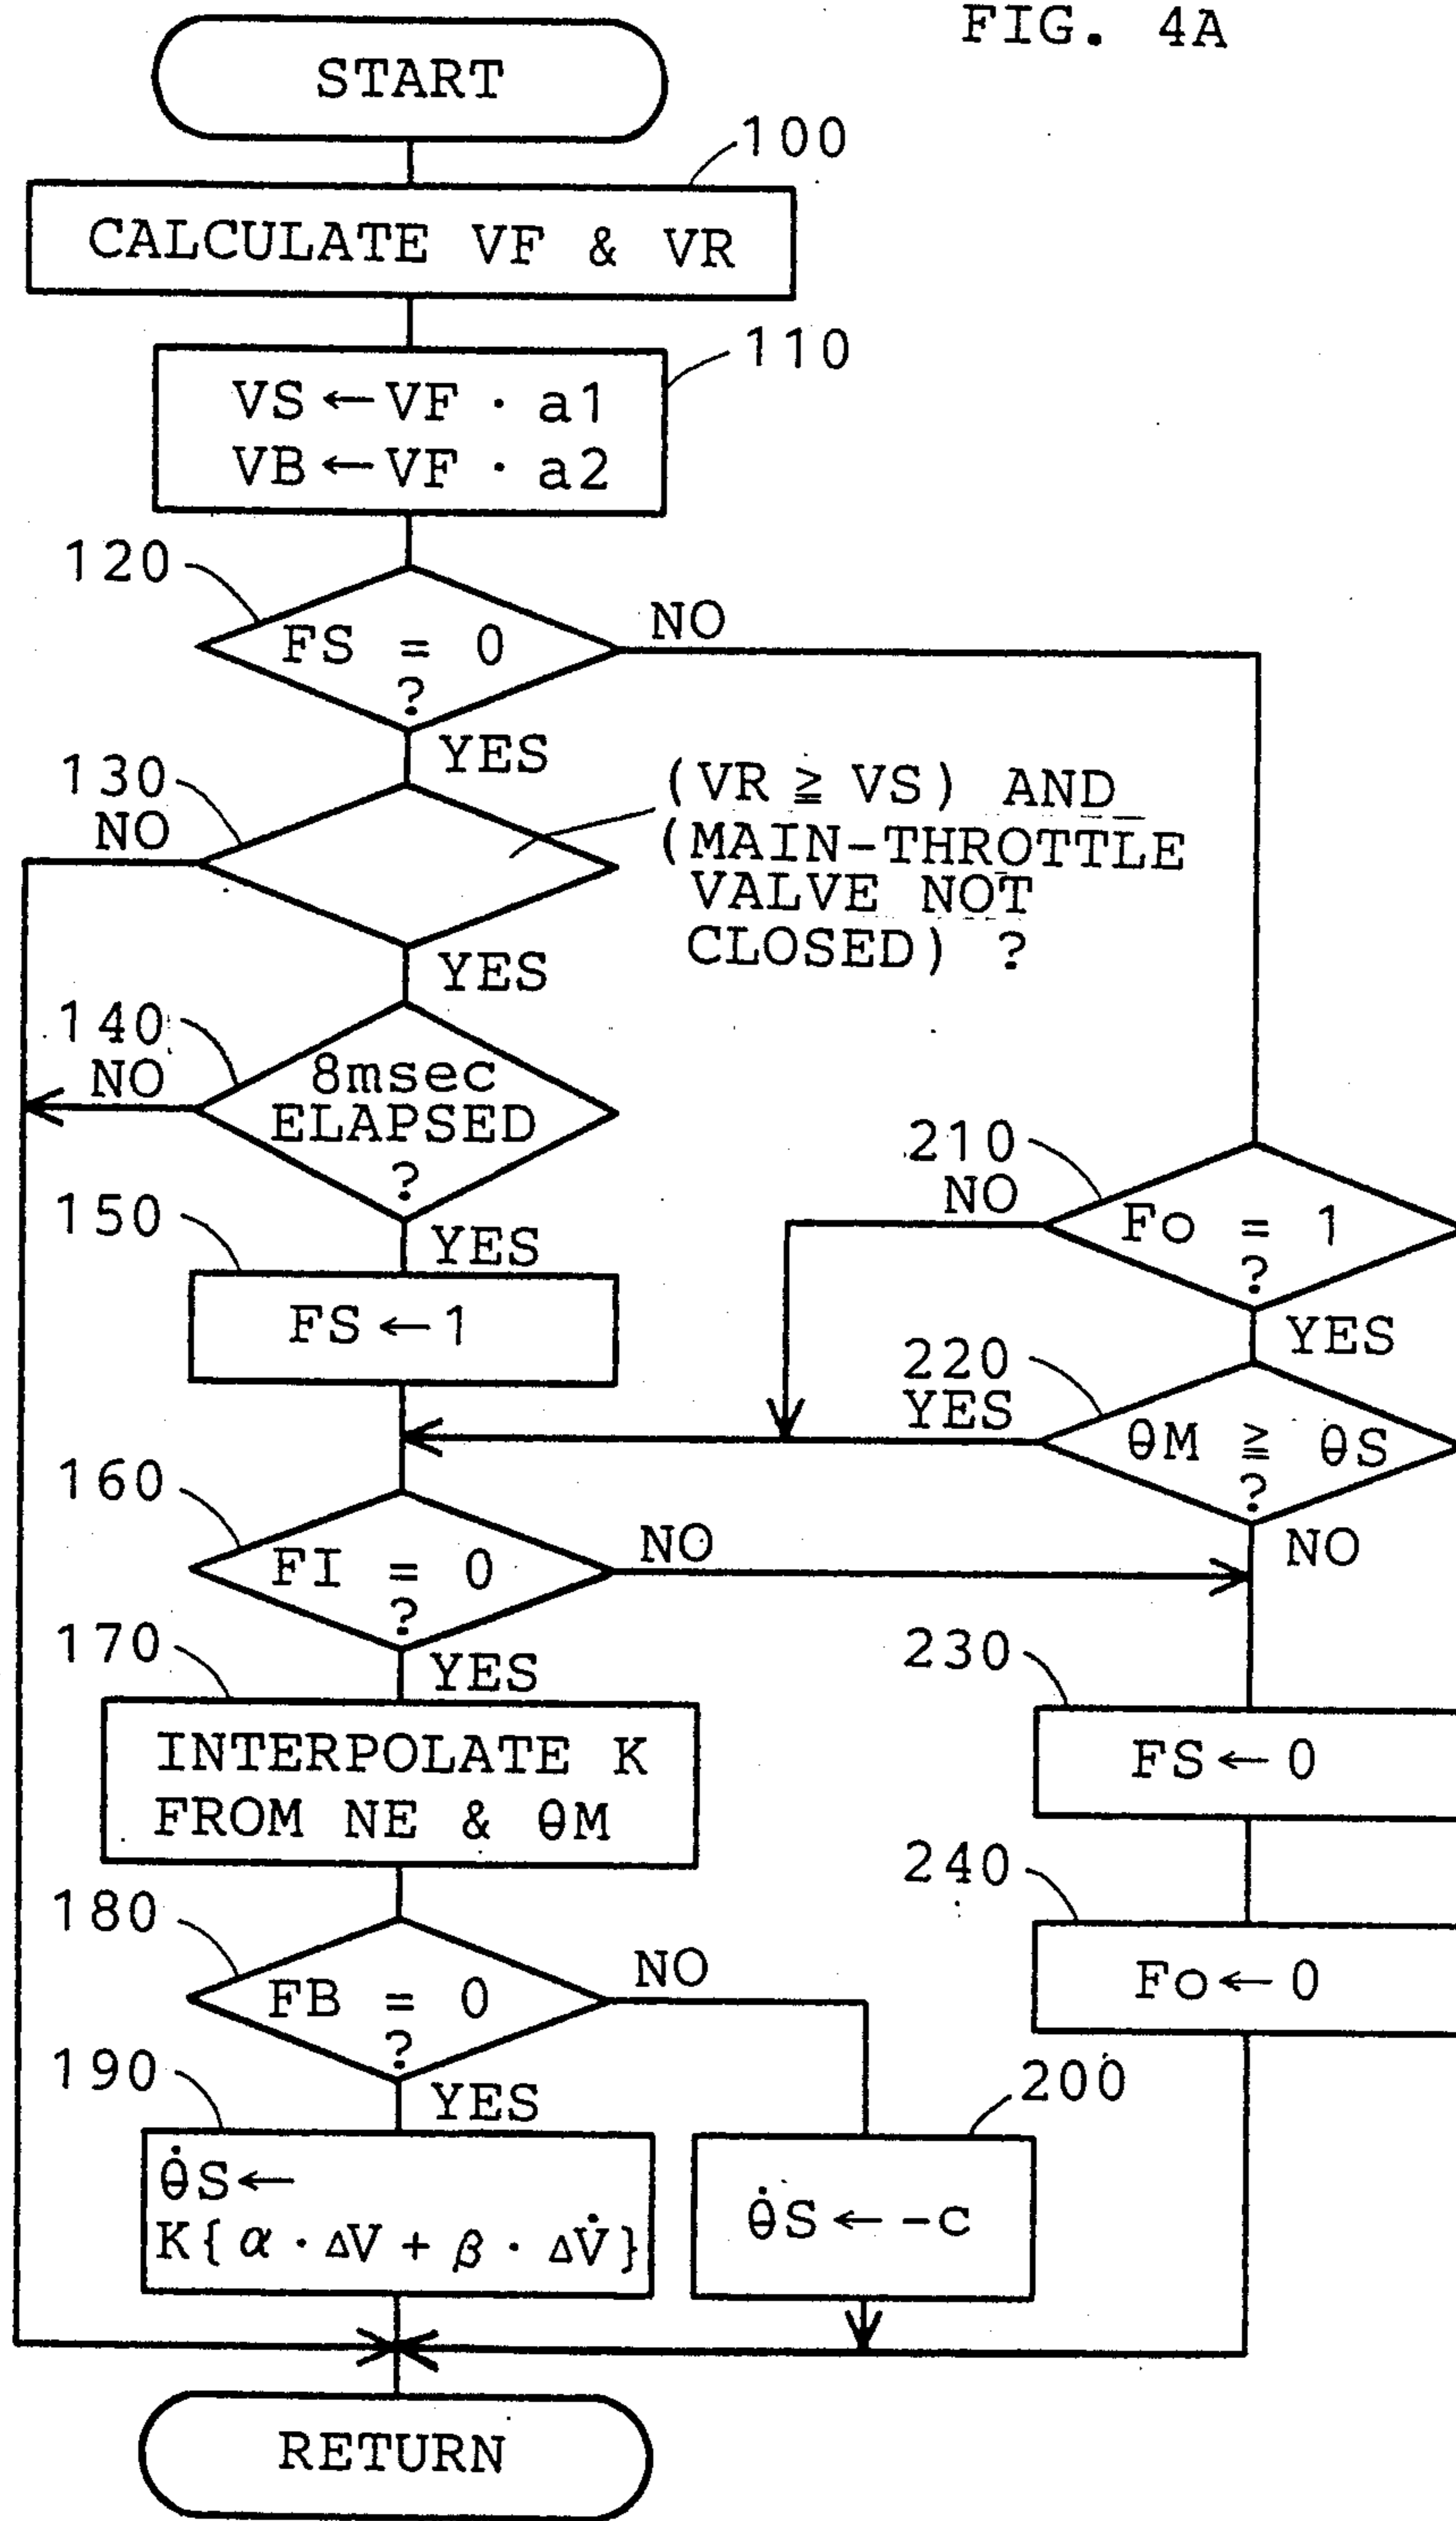 FIG. 4A
START
100
CALCULATE VF & VR
110
VS ← VF · a1
VB ← VF · a2
120
FS = 0
?
NO
YES
130
NO
(VR ≧ VS) AND
(MAIN-THROTTLE
VALVE NOT
CLOSED) ?
YES
140
NO
8msec
ELAPSED
?
YES
150
FS ← 1
210
NO
Fo = 1
?
YES
220
YES
θM ≧ θS
?
NO
160
FI = 0
?
NO
YES
170
INTERPOLATE K
FROM NE & θM
230
FS ← 0
240
Fo ← 0
180
FB = 0
?
NO
YES
190
θ̇S ←
K{ α · ΔV + β · ΔV̇ }
200
θ̇S ← -c
RETURN